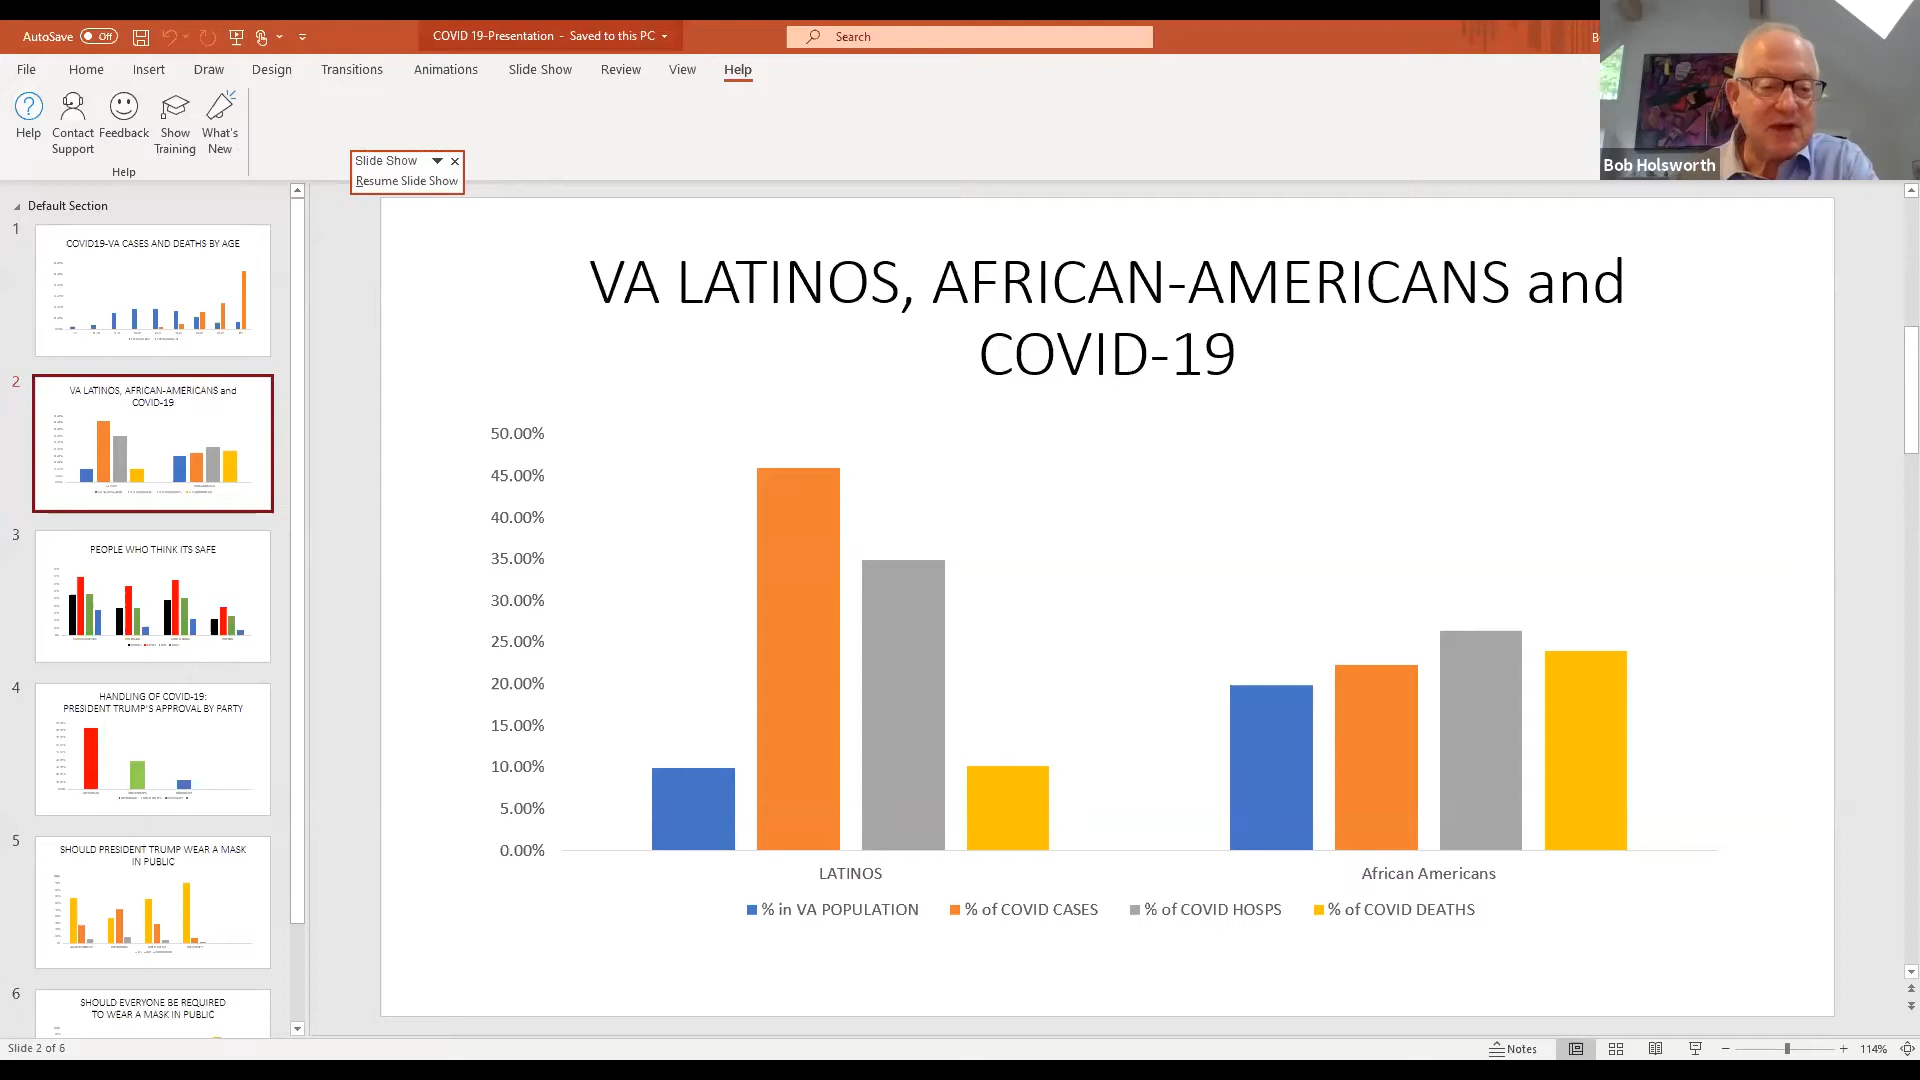 AutoSave Off
COVID 19-Presentation - Saved to this PC
Search
B
File Home Insert Draw Design Transitions Animations Slide Show Review View Help
Help
Contact Support
Feedback
Show Training
What's New
Help
Slide Show
Resume Slide Show
Bob Holsworth
Default Section
1
COVID19-VA CASES AND DEATHS BY AGE
2
VA LATINOS, AFRICAN-AMERICANS and
COVID-19
3
PEOPLE WHO THINK ITS SAFE
4
HANDLING OF COVID-19:
PRESIDENT TRUMP'S APPROVAL BY PARTY
5
SHOULD PRESIDENT TRUMP WEAR A MASK
IN PUBLIC
6
SHOULD EVERYONE BE REQUIRED
TO WEAR A MASK IN PUBLIC
VA LATINOS, AFRICAN-AMERICANS and
COVID-19
50.00%
45.00%
40.00%
35.00%
30.00%
25.00%
20.00%
15.00%
10.00%
5.00%
0.00%
LATINOS African Americans
% in VA POPULATION % of COVID CASES % of COVID HOSPS % of COVID DEATHS
Slide 2 of 6
Notes
114%